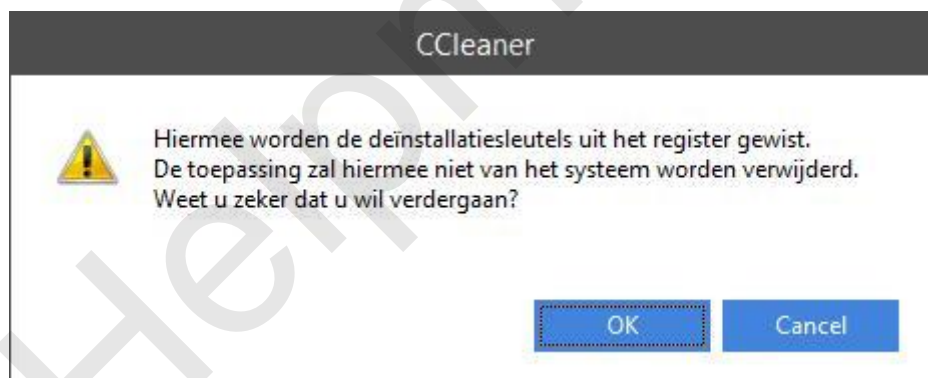 CCleaner
Hiermee worden de deïnstallatiesleutels uit het register gewist.
De toepassing zal hiermee niet van het systeem worden verwijderd.
Weet u zeker dat u wil verdergaan?
OK Cancel